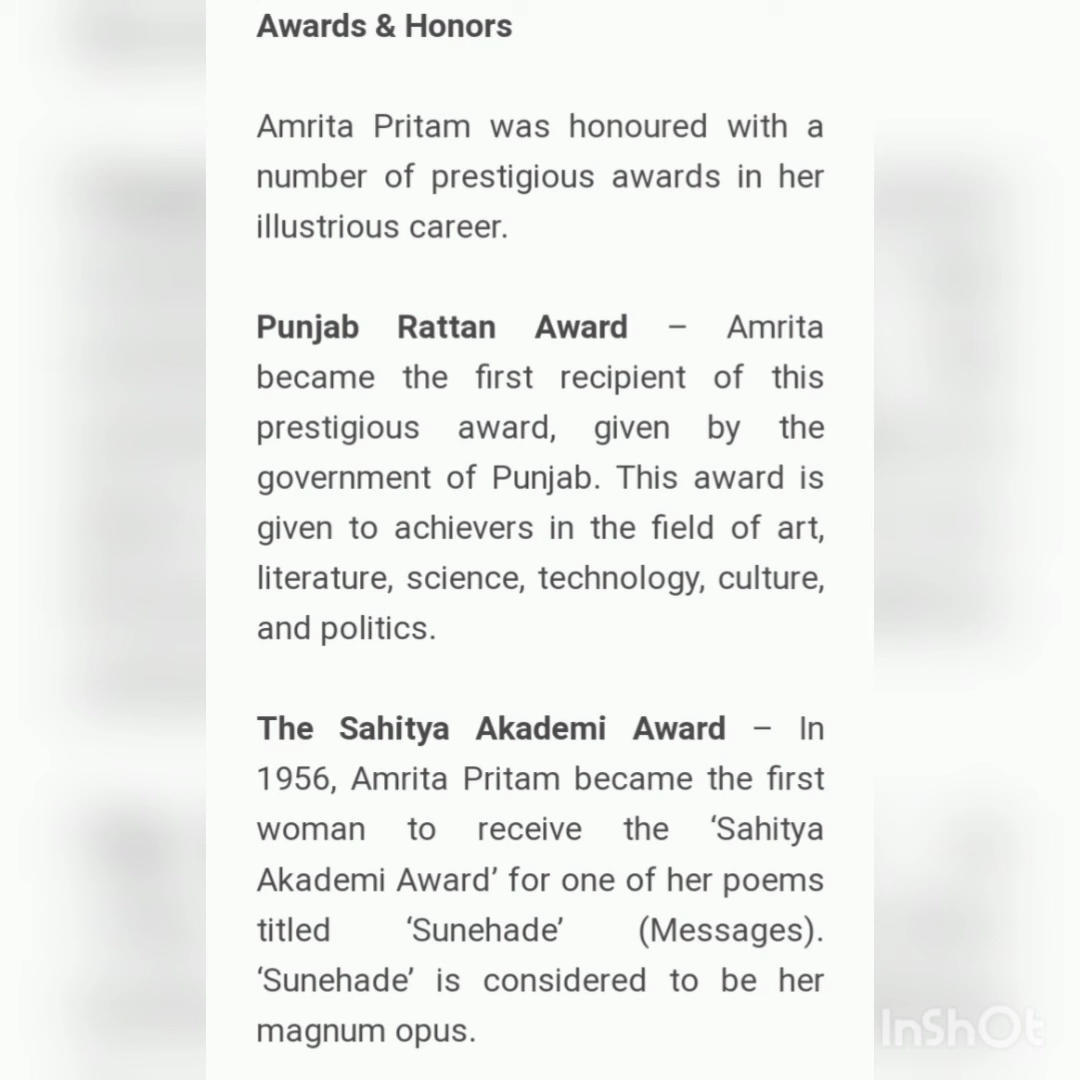 Awards & Honors
Amrita Pritam was honoured with a
number of prestigious awards in her
illustrious career.
Punjab Rattan Award – Amrita
became the first recipient of this
prestigious award, given by the
government of Punjab. This award is
given to achievers in the field of art,
literature, science, technology, culture,
and politics.
The Sahitya Akademi Award – In
1956, Amrita Pritam became the first
woman to receive the ‘Sahitya
Akademi Award’ for one of her poems
titled ‘Sunehade’ (Messages).
‘Sunehade’ is considered to be her
magnum opus.
InShOt